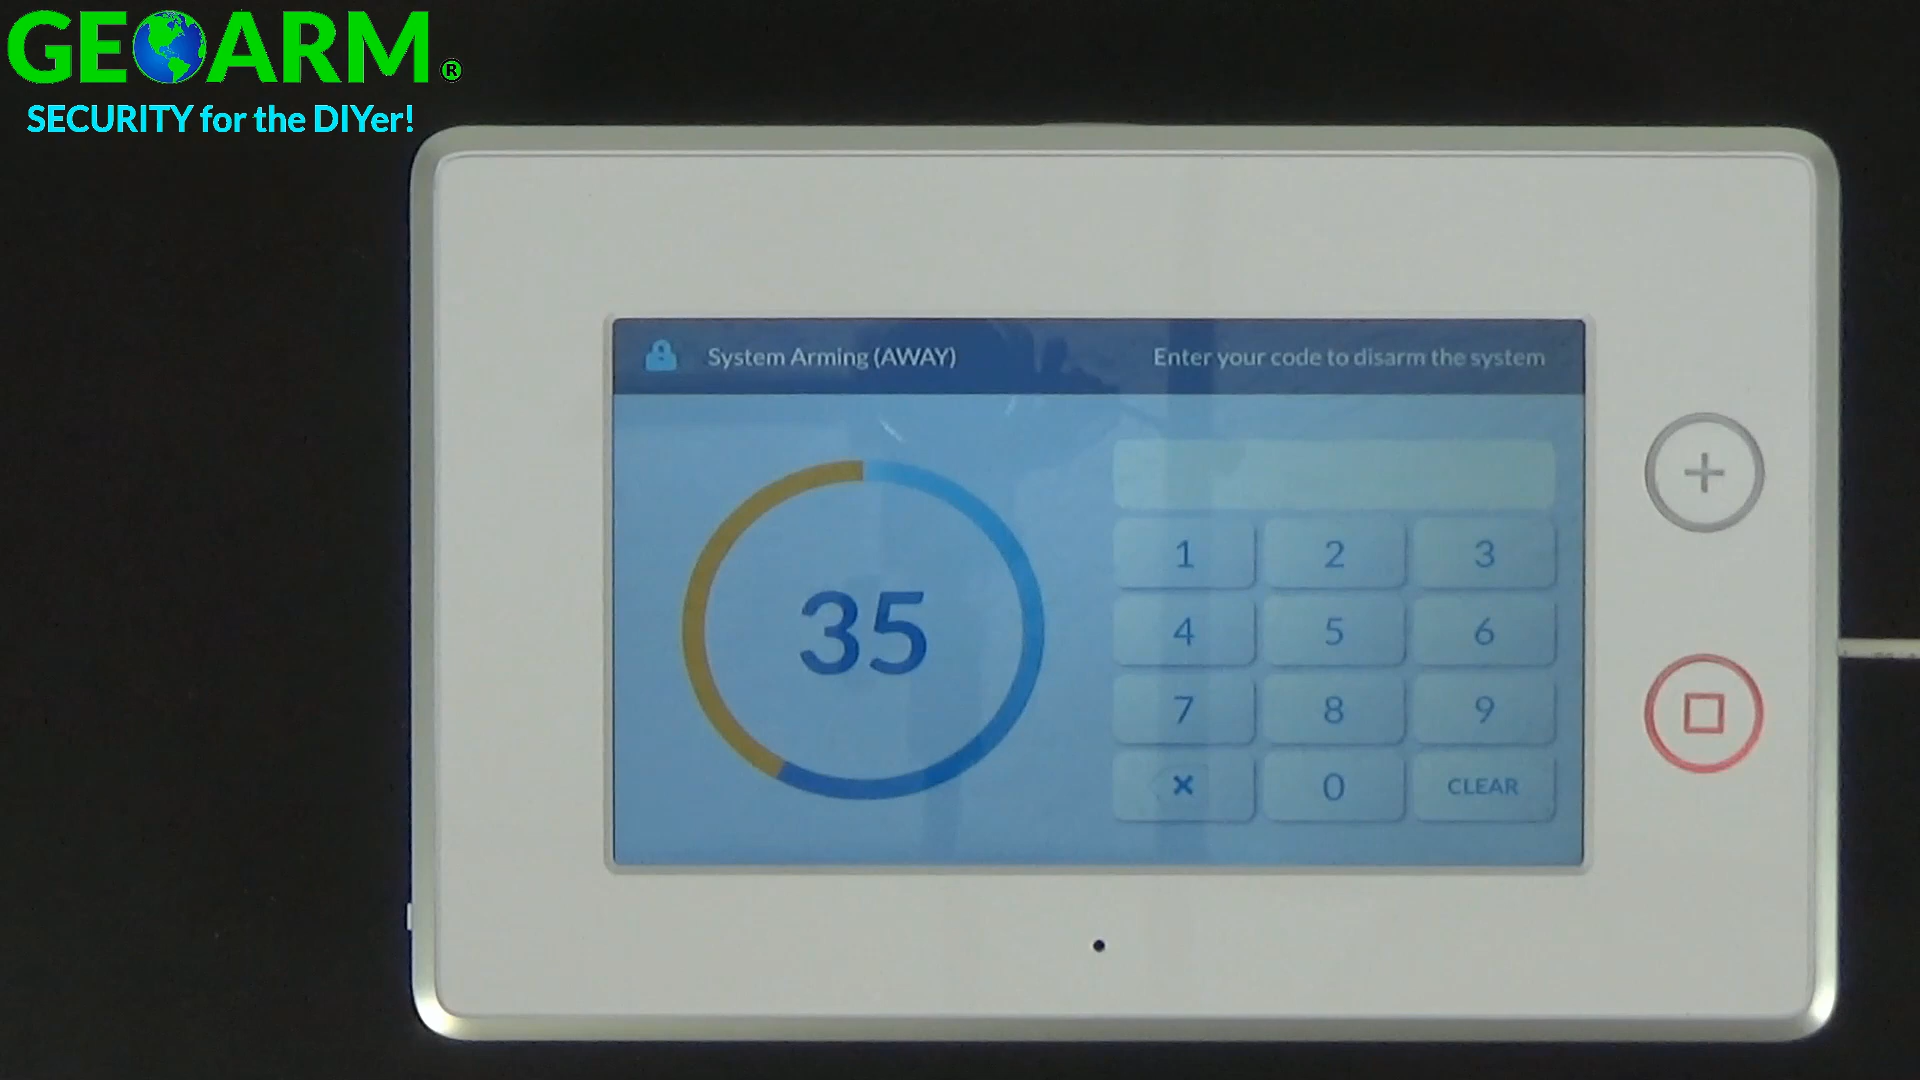 GEOARM®
SECURITY for the DIYer!
System Arming (AWAY)
Enter your code to disarm the system
35
1 2 3
4 5 6
7 8 9
0 CLEAR